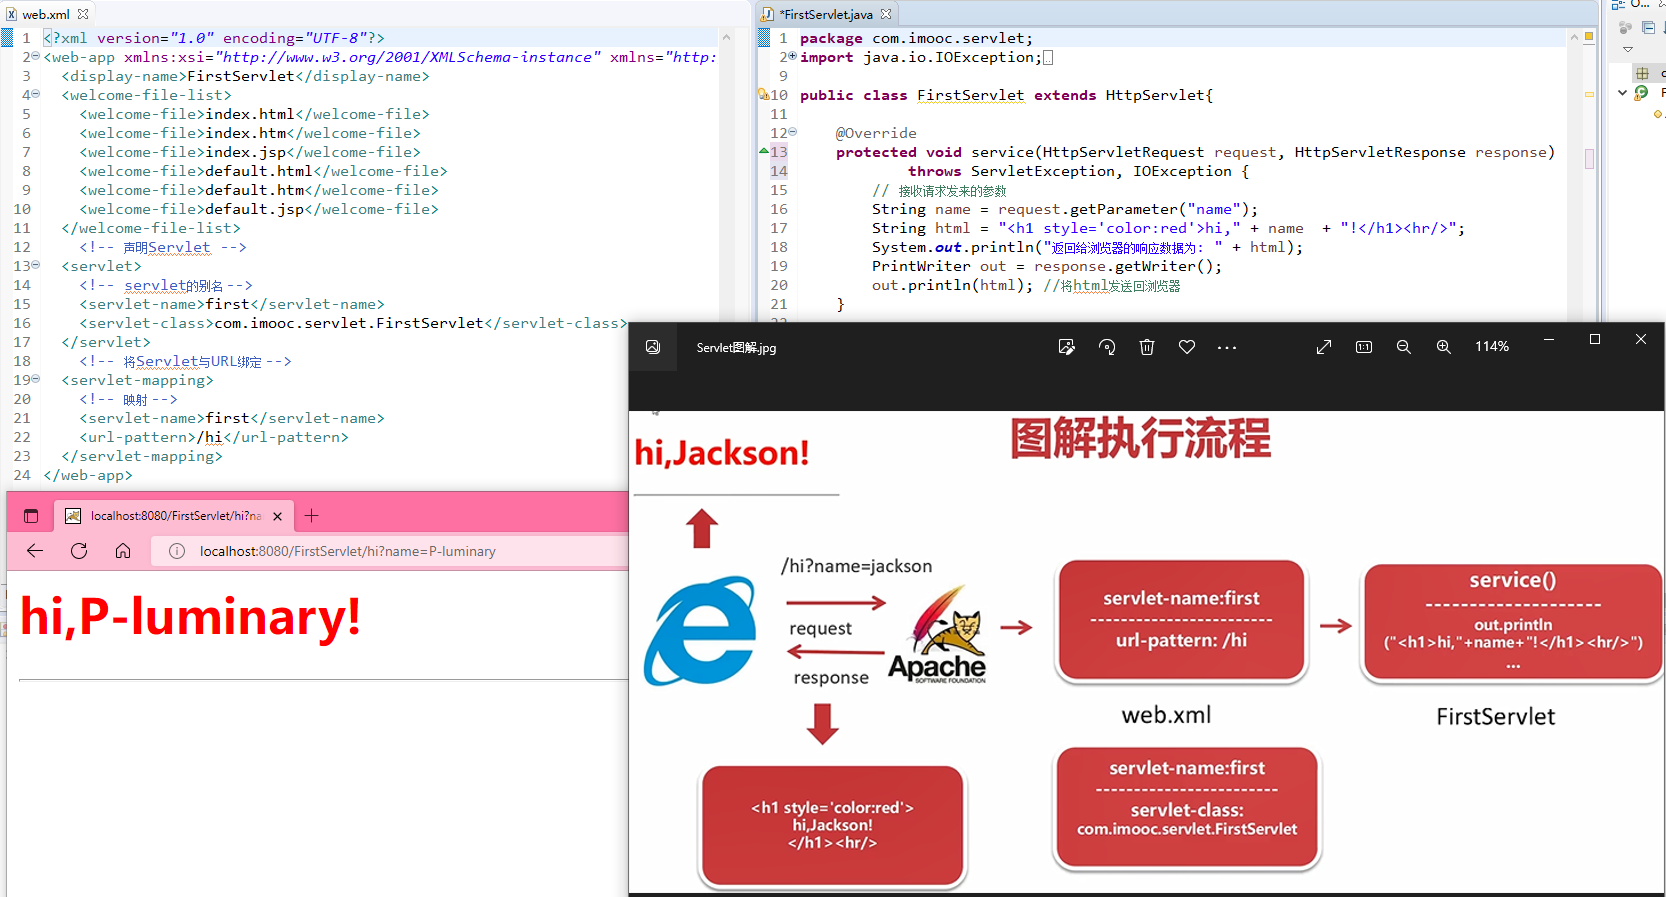 web.xml
1 <?xml version="1.0" encoding="UTF-8"?>
2 <web-app xmlns:xsi="http://www.w3.org/2001/XMLSchema-instance" xmlns="http:
3 <display-name>FirstServlet</display-name>
4 <welcome-file-list>
5 <welcome-file>index.html</welcome-file>
6 <welcome-file>index.htm</welcome-file>
7 <welcome-file>index.jsp</welcome-file>
8 <welcome-file>default.html</welcome-file>
9 <welcome-file>default.htm</welcome-file>
10 <welcome-file>default.jsp</welcome-file>
11 </welcome-file-list>
12 <!-- 声明Servlet -->
13 <servlet>
14 <!-- servlet的别名 -->
15 <servlet-name>first</servlet-name>
16 <servlet-class>com.imooc.servlet.FirstServlet</servlet-class>
17 </servlet>
18 <!-- 将Servlet与URL绑定 -->
19 <servlet-mapping>
20 <!-- 映射 -->
21 <servlet-name>first</servlet-name>
22 <url-pattern>/hi</url-pattern>
23 </servlet-mapping>
24 </web-app>
*FirstServlet.java
1 package com.imooc.servlet;
2 import java.io.IOException;
9
10 public class FirstServlet extends HttpServlet{
11
12 @Override
13 protected void service(HttpServletRequest request, HttpServletResponse response)
14 throws ServletException, IOException {
15 // 接收请求发来的参数
16 String name = request.getParameter("name");
17 String html = "<h1 style='color:red'>hi," + name  + "!</h1><hr/>";
18 System.out.println("返回给浏览器的响应数据为: " + html);
19 PrintWriter out = response.getWriter();
20 out.println(html); //将html发送回浏览器
21 }
O...
localhost:8080/FirstServlet/hi?na
localhost:8080/FirstServlet/hi?name=P-luminary
hi,P-luminary!
Servlet图解.jpg
1:1
114%
图解执行流程
hi,Jackson!
/hi?name=jackson
request
response
Apache
SOFTWARE FOUNDATION
servlet-name:first
-----------------------
url-pattern: /hi
web.xml
service()
--------------------
out.println
("<h1>hi,"+name+"!</h1><hr/>")
...
FirstServlet
<h1 style='color:red'>
hi,Jackson!
</h1><hr/>
servlet-name:first
-----------------------
servlet-class:
com.imooc.servlet.FirstServlet